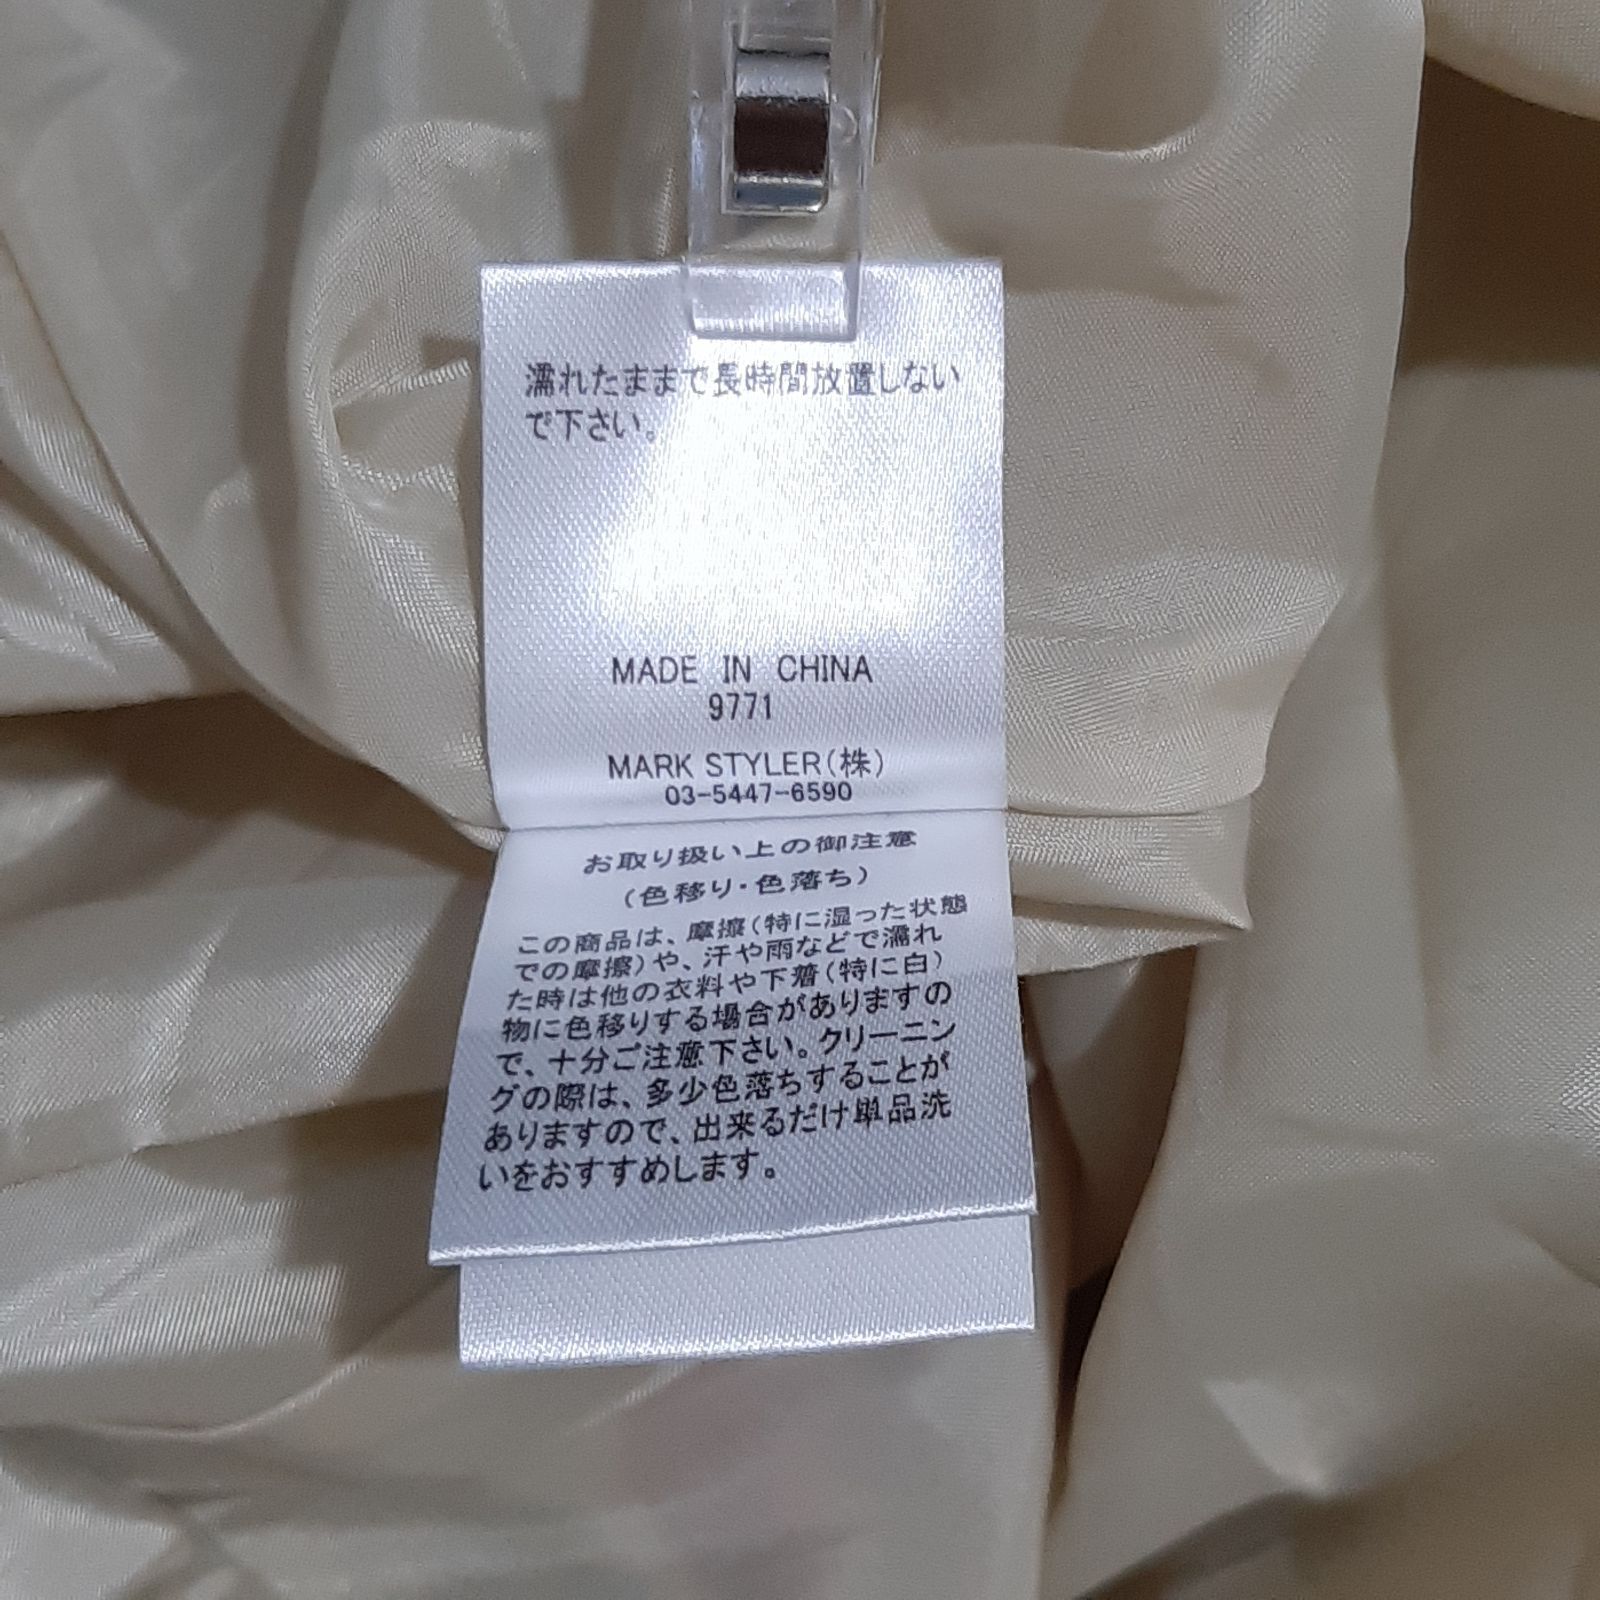 濡れたままで長時間放置しない
で下さい。
MADE IN CHINA
9771
MARK STYLER(株)
03-5447-6590
お取り扱い上の御注意
(色移り・色落ち)
この商品は、摩擦(特に湿った状態
での摩擦)や、汗や雨などで濡れ
た時は他の衣料や下着(特に白)
物に色移りする場合がありますの
で、十分ご注意下さい。クリーニン
グの際は、多少色落ちすることが
ありますので、出来るだけ単品洗
いをおすすめします。